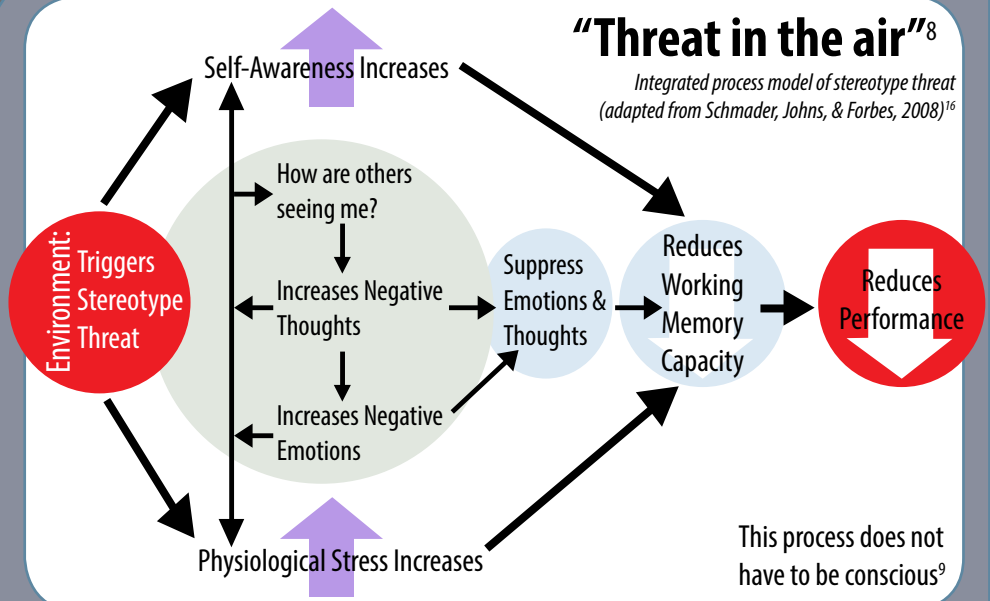 “Threat in the air”8
Integrated process model of stereotype threat
(adapted from Schmader, Johns, & Forbes, 2008)16
Self-Awareness Increases
Environment:
Triggers
Stereotype
Threat
How are others
seeing me?
Increases Negative
Thoughts
Increases Negative
Emotions
Suppress
Emotions &
Thoughts
Reduces
Working
Memory
Capacity
Reduces
Performance
Physiological Stress Increases
This process does not
have to be conscious9